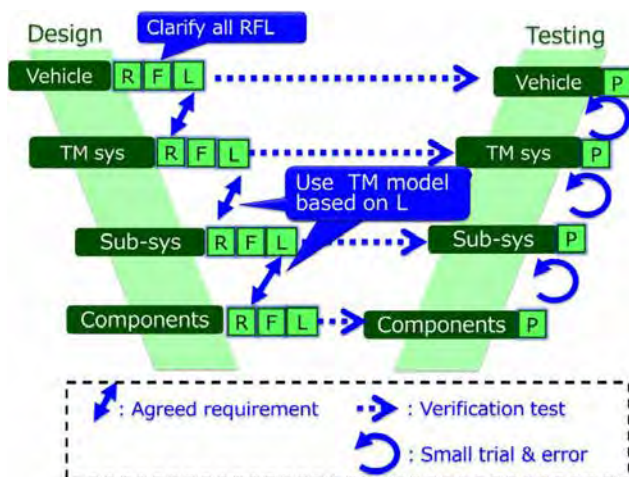 Design
Clarify all RFL
Testing
Vehicle R F L
Vehicle P
TM sys R F L
TM sys P
Use TM model
based on L
Sub-sys R F L
Sub-sys P
Components R F L
Components P
: Agreed requirement
: Verification test
: Small trial & error